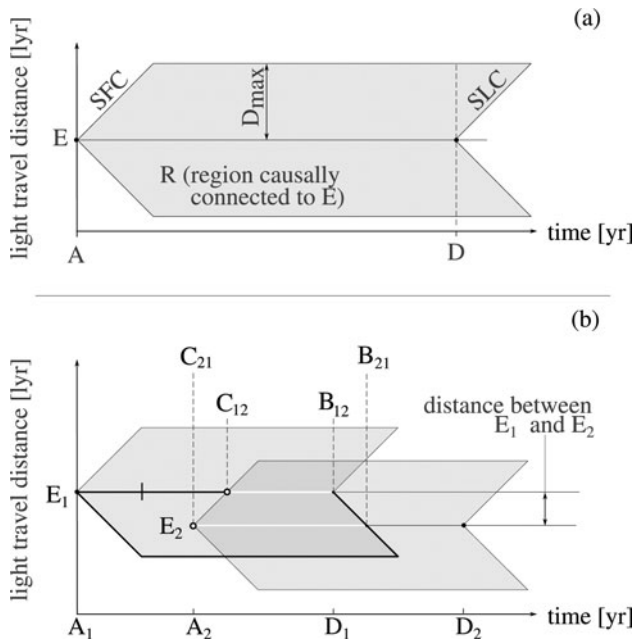 (a)
light travel distance [lyr]
SFC
D_max
SLC
E
R (region causally
connected to E)
time [yr]
A
D
(b)
C₂₁
B₂₁
C₁₂
B₁₂
distance between
E₁ and E₂
light travel distance [lyr]
E₁
E₂
time [yr]
A₁
A₂
D₁
D₂